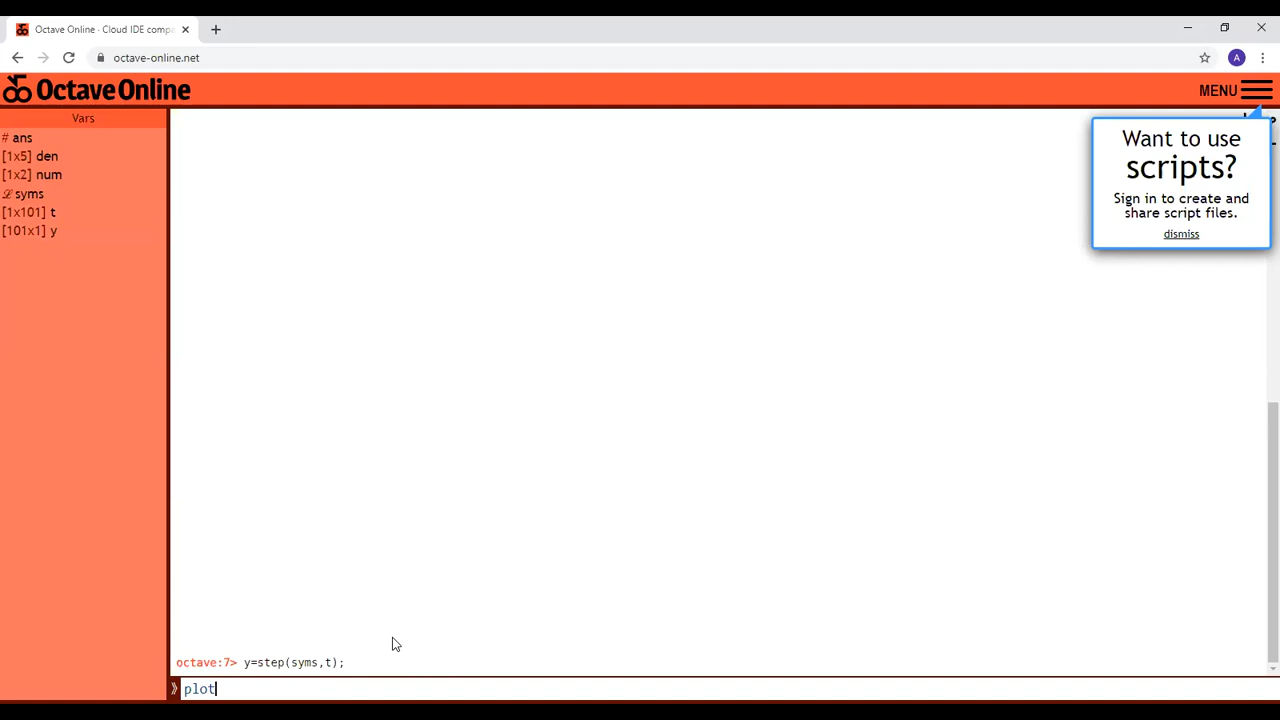 Octave Online · Cloud IDE compa
octave-online.net
A
Octave Online
MENU
Vars
# ans
[1x5] den
[1x2] num
ℒ syms
[1x101] t
[101x1] y
Want to use
scripts?
Sign in to create and
share script files.
dismiss
octave:7> y=step(syms,t);
》 plot